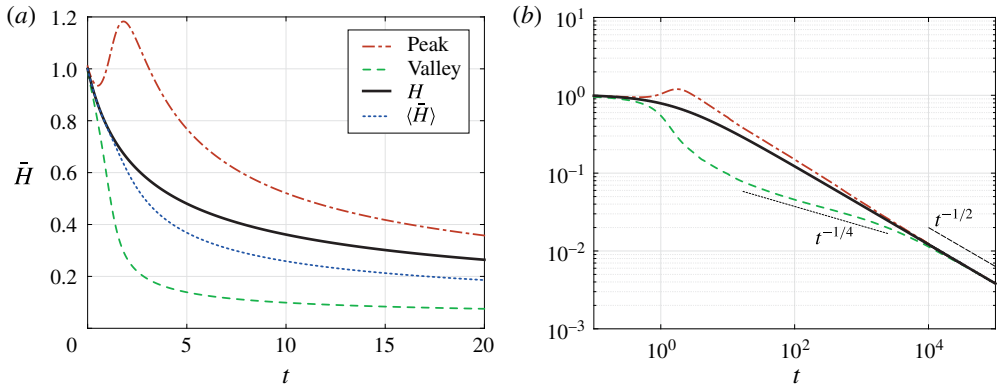 (a)
1.2
1.0
0.8
0.6
0.4
0.2
H̄
0 5 10 15 20
t
Peak
Valley
H
⟨H̄⟩
(b)
10¹
10⁰
10⁻¹
10⁻²
10⁻³
10⁰ 10² 10⁴
t
t⁻¹/⁴
t⁻¹/²